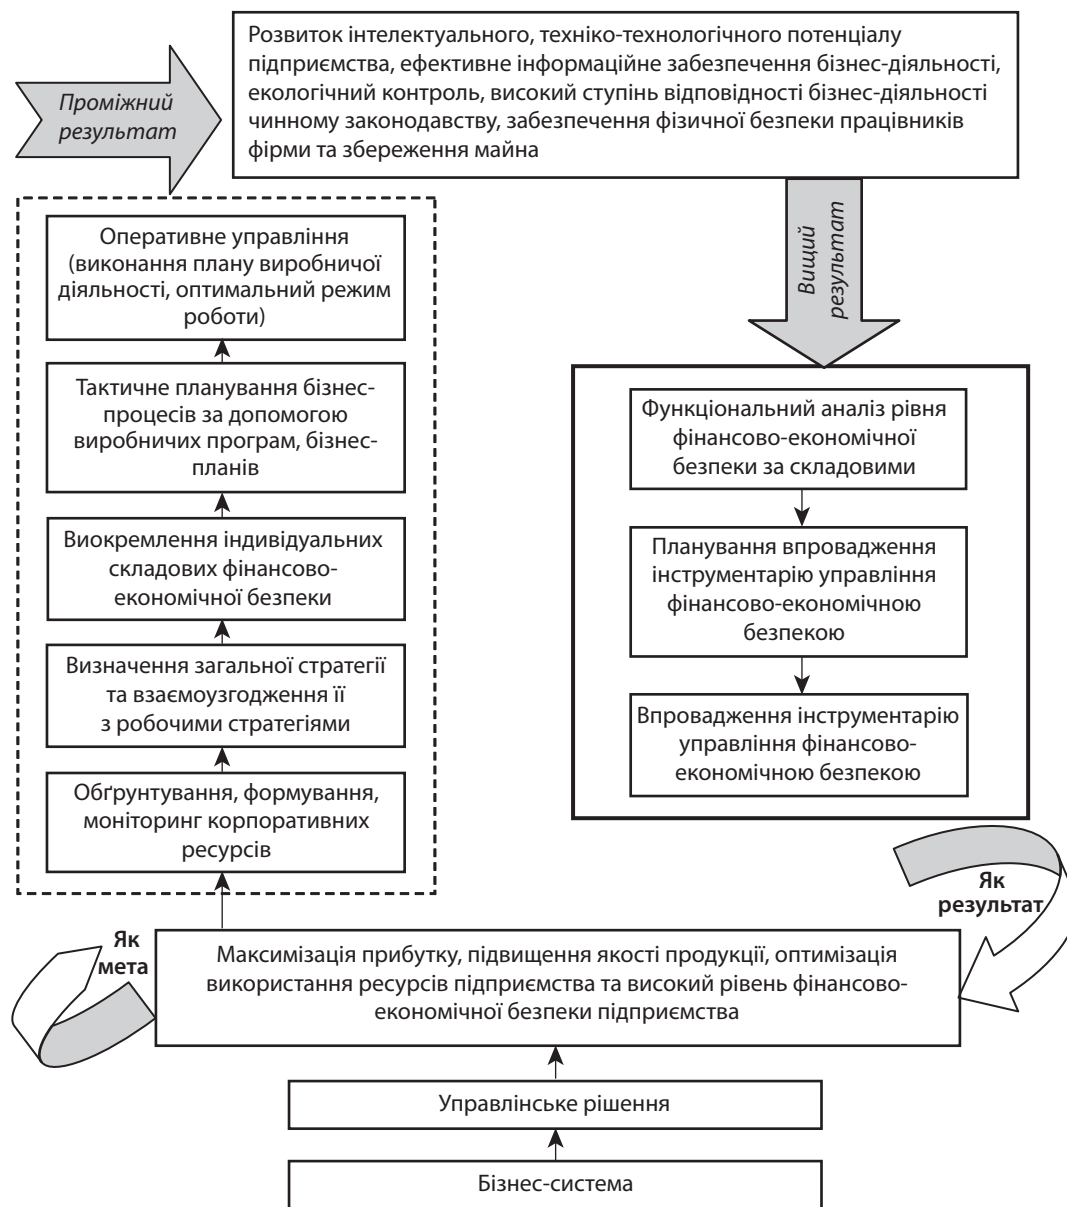 Розвиток інтелектуального, техніко-технологічного потенціалу
підприємства, ефективне інформаційне забезпечення бізнес-діяльності,
екологічний контроль, високий ступінь відповідності бізнес-діяльності
чинному законодавству, забезпечення фізичної безпеки працівників
фірми та збереження майна
Проміжний
результат
Вищий
результат
Оперативне управління
(виконання плану виробничої
діяльності, оптимальний режим
роботи)
Тактичне планування бізнес-
процесів за допомогою
виробничих програм, бізнес-
планів
Виокремлення індивідуальних
складових фінансово-
економічної безпеки
Визначення загальної стратегії
та взаємоузгодження її
з робочими стратегіями
Обґрунтування, формування,
моніторинг корпоративних
ресурсів
Функціональний аналіз рівня
фінансово-економічної
безпеки за складовими
Планування впровадження
інструментарію управління
фінансово-економічною
безпекою
Впровадження інструментарію
управління фінансово-
економічною безпекою
Як
результат
Як
мета
Максимізація прибутку, підвищення якості продукції, оптимізація
використання ресурсів підприємства та високий рівень фінансово-
економічної безпеки підприємства
Управлінське рішення
Бізнес-система